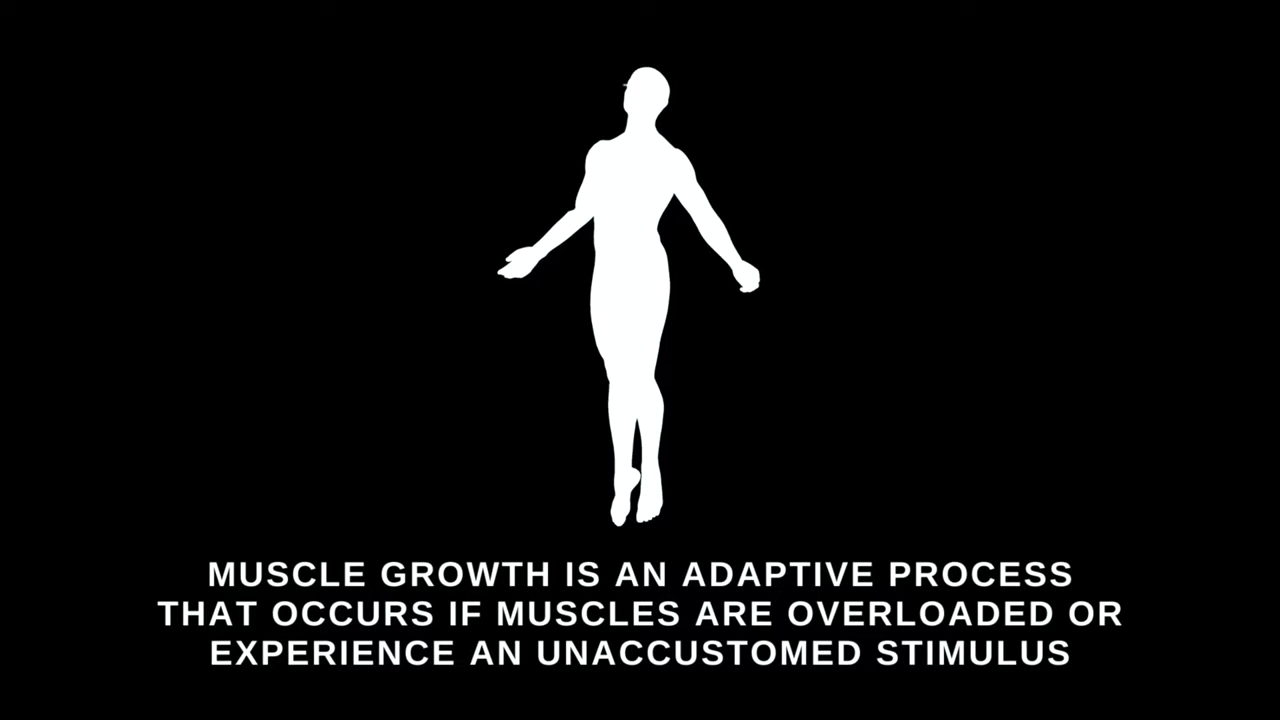 MUSCLE GROWTH IS AN ADAPTIVE PROCESS
THAT OCCURS IF MUSCLES ARE OVERLOADED OR
EXPERIENCE AN UNACCUSTOMED STIMULUS